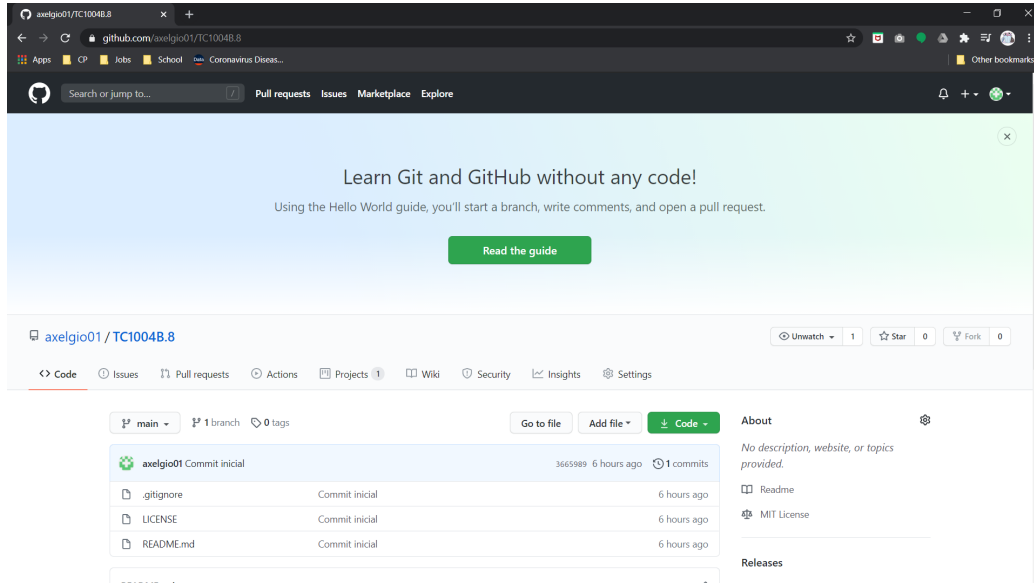 axelgio01/TC1004B.8
github.com/axelgio01/TC1004B.8
Apps CP Jobs School Data Coronavirus Diseas... Other bookmarks
Search or jump to... / Pull requests Issues Marketplace Explore
Learn Git and GitHub without any code!
Using the Hello World guide, you'll start a branch, write comments, and open a pull request.
Read the guide
axelgio01 / TC1004B.8 Unwatch 1 Star 0 Fork 0
Code Issues Pull requests Actions Projects 1 Wiki Security Insights Settings
main 1 branch 0 tags Go to file Add file Code About
No description, website, or topics
provided.
axelgio01 Commit inicial 3665989 6 hours ago 1 commits
Readme
.gitignore Commit inicial 6 hours ago
MIT License
LICENSE Commit inicial 6 hours ago
README.md Commit inicial 6 hours ago
Releases